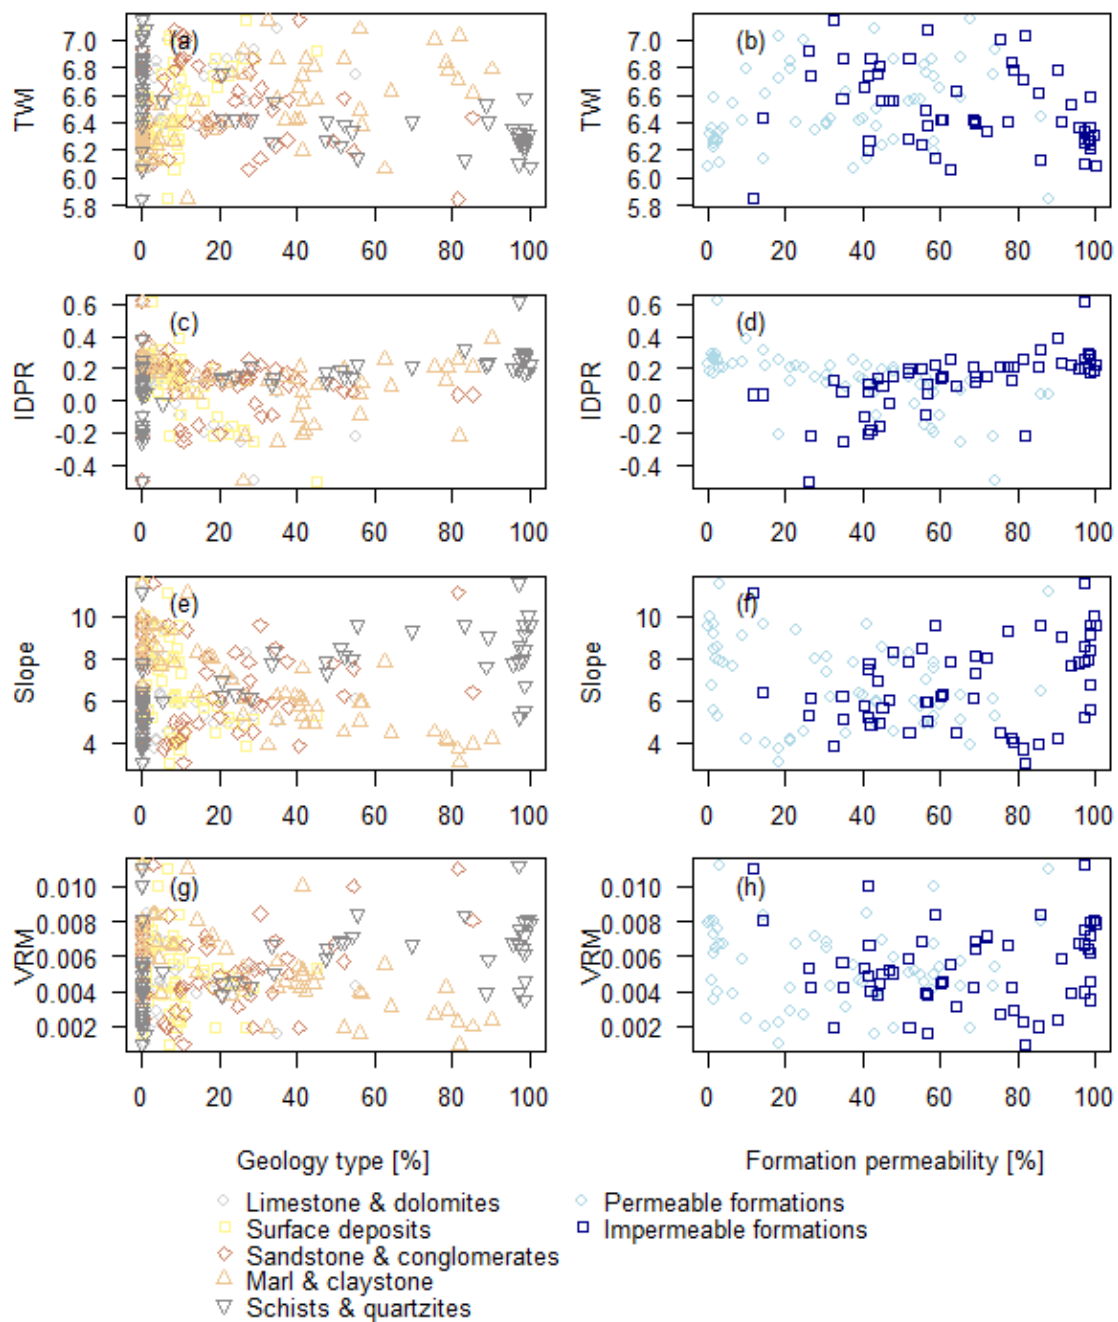 (a)
(b)
TWI
7.0
6.8
6.6
6.4
6.2
6.0
5.8
0 20 40 60 80 100
TWI
7.0
6.8
6.6
6.4
6.2
6.0
5.8
0 20 40 60 80 100
(c)
(d)
IDPR
0.6
0.4
0.2
0.0
-0.2
-0.4
0 20 40 60 80 100
IDPR
0.6
0.4
0.2
0.0
-0.2
-0.4
0 20 40 60 80 100
(e)
(f)
Slope
10
8
6
4
0 20 40 60 80 100
Slope
10
8
6
4
0 20 40 60 80 100
(g)
(h)
VRM
0.010
0.008
0.006
0.004
0.002
0 20 40 60 80 100
VRM
0.010
0.008
0.006
0.004
0.002
0 20 40 60 80 100
Geology type [%]
Limestone & dolomites
Surface deposits
Sandstone & conglomerates
Marl & claystone
Schists & quartzites
Formation permeability [%]
Permeable formations
Impermeable formations